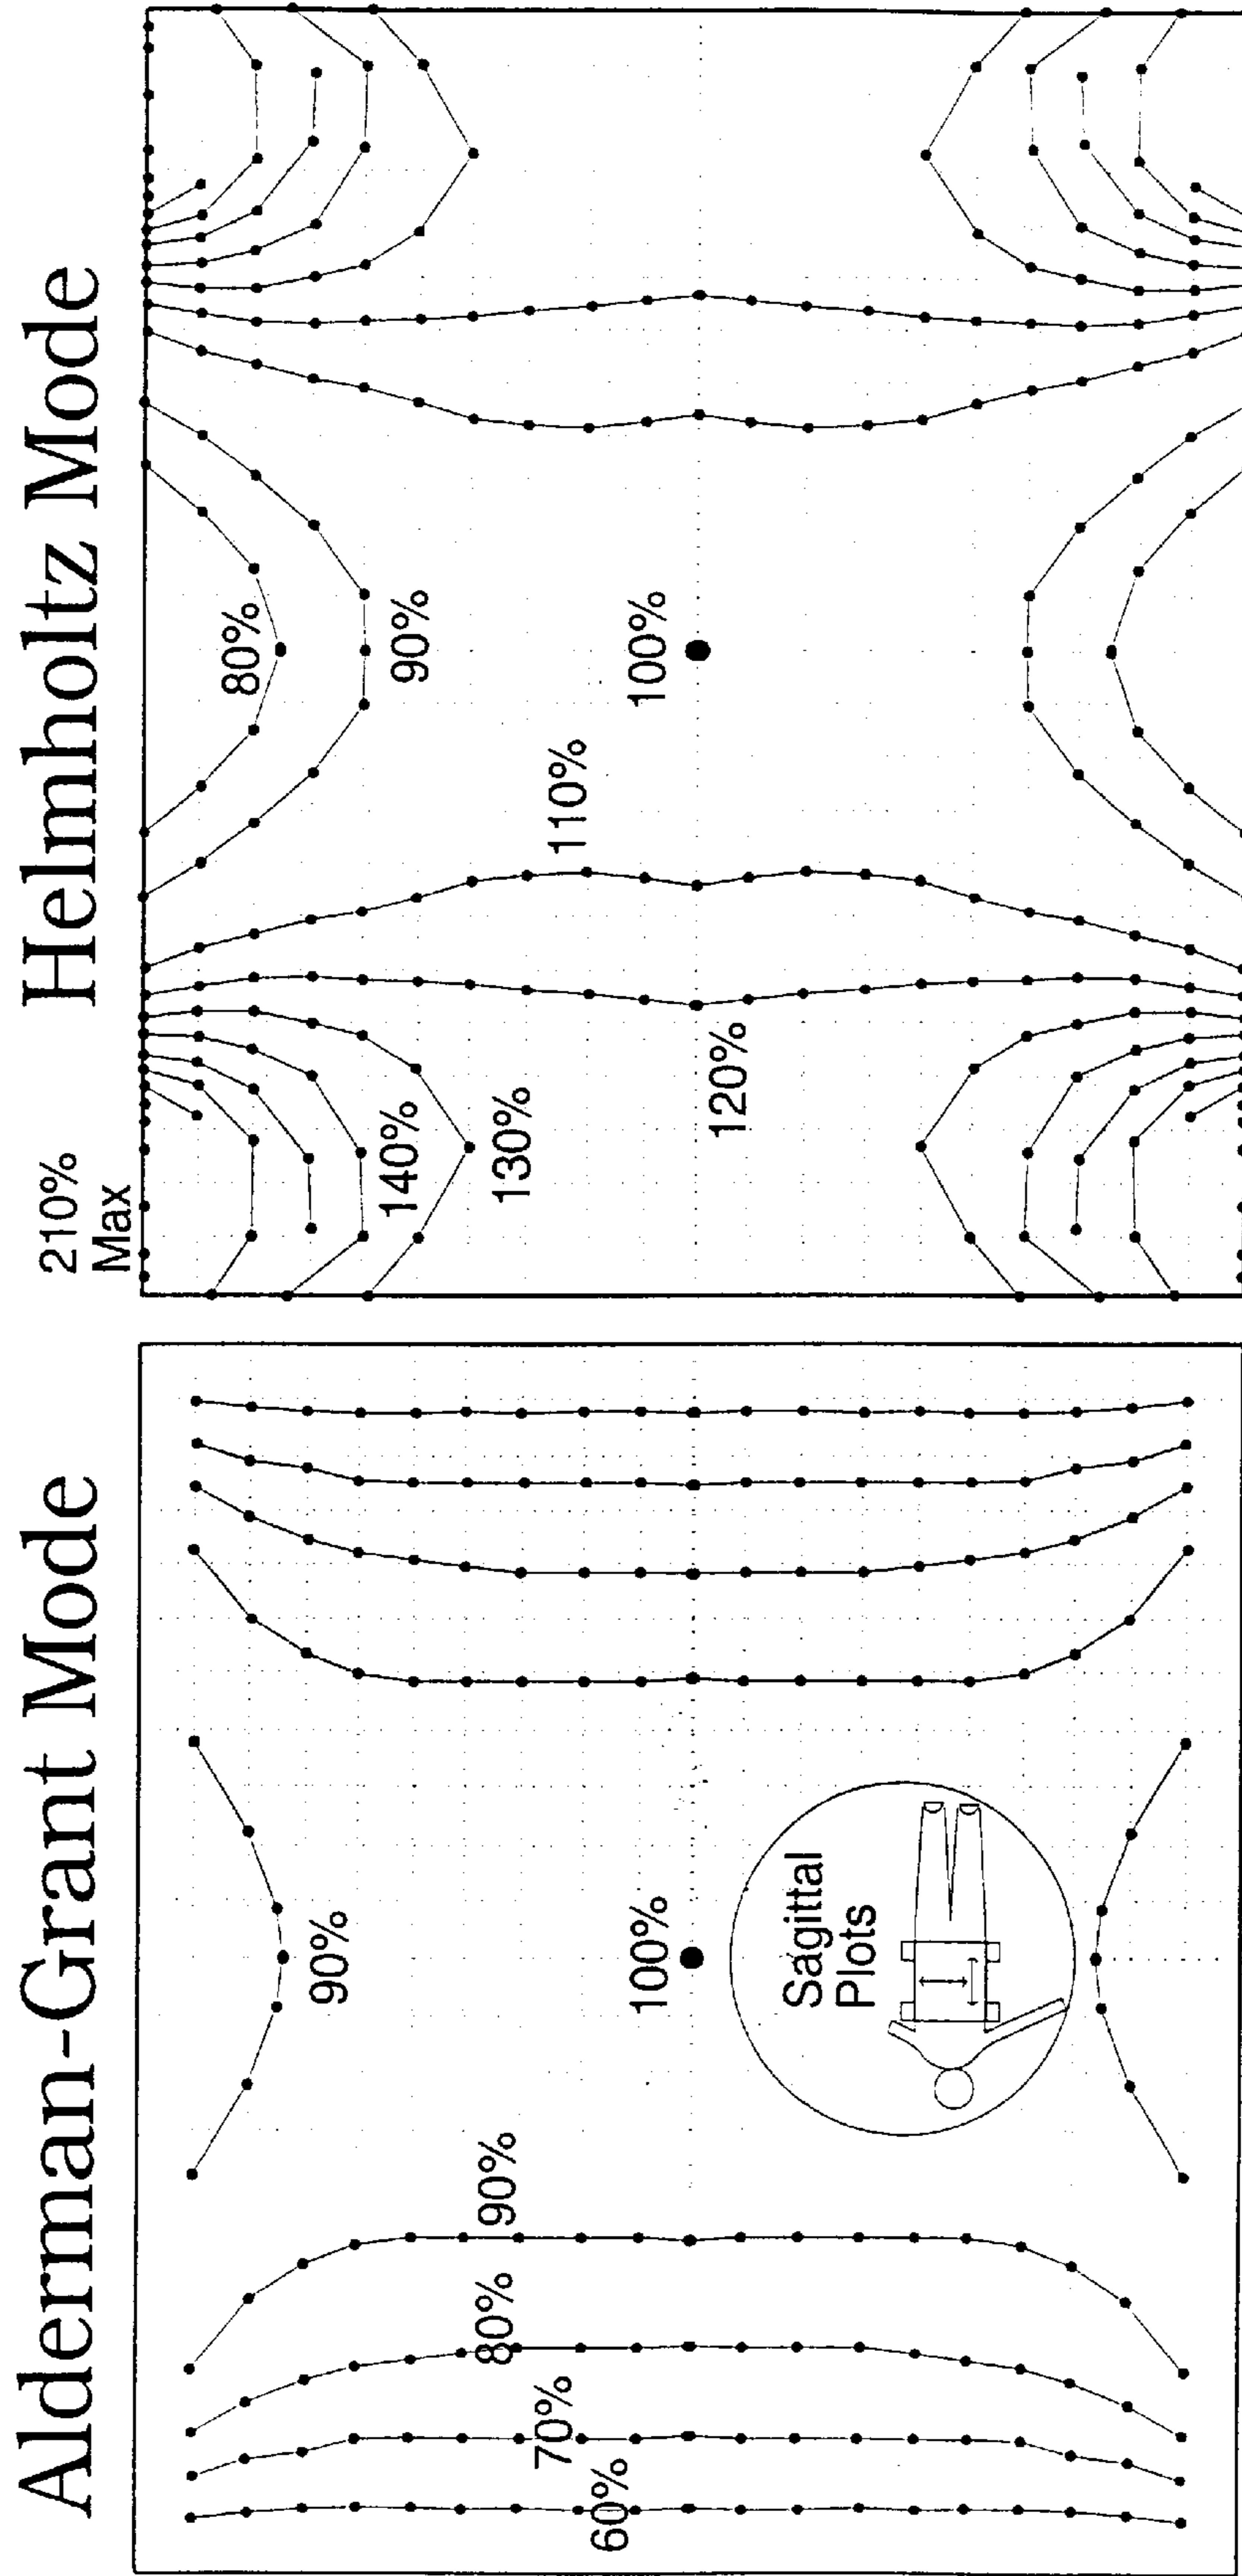 Alderman-Grant Mode
90%
100%
90%
80%
70%
60%
Sagittal
Plots
Helmholtz Mode
210%
Max
80%
90%
100%
110%
140%
130%
120%